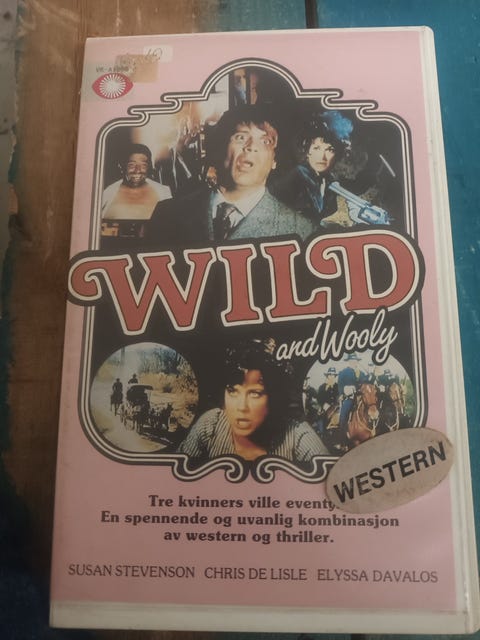 WILD
and Wooly
WESTERN
Tre kvinners ville eventy
En spennende og uvanlig kombinasjon
av western og thriller.
SUSAN STEVENSON CHRIS DE LISLE ELYSSA DAVALOS